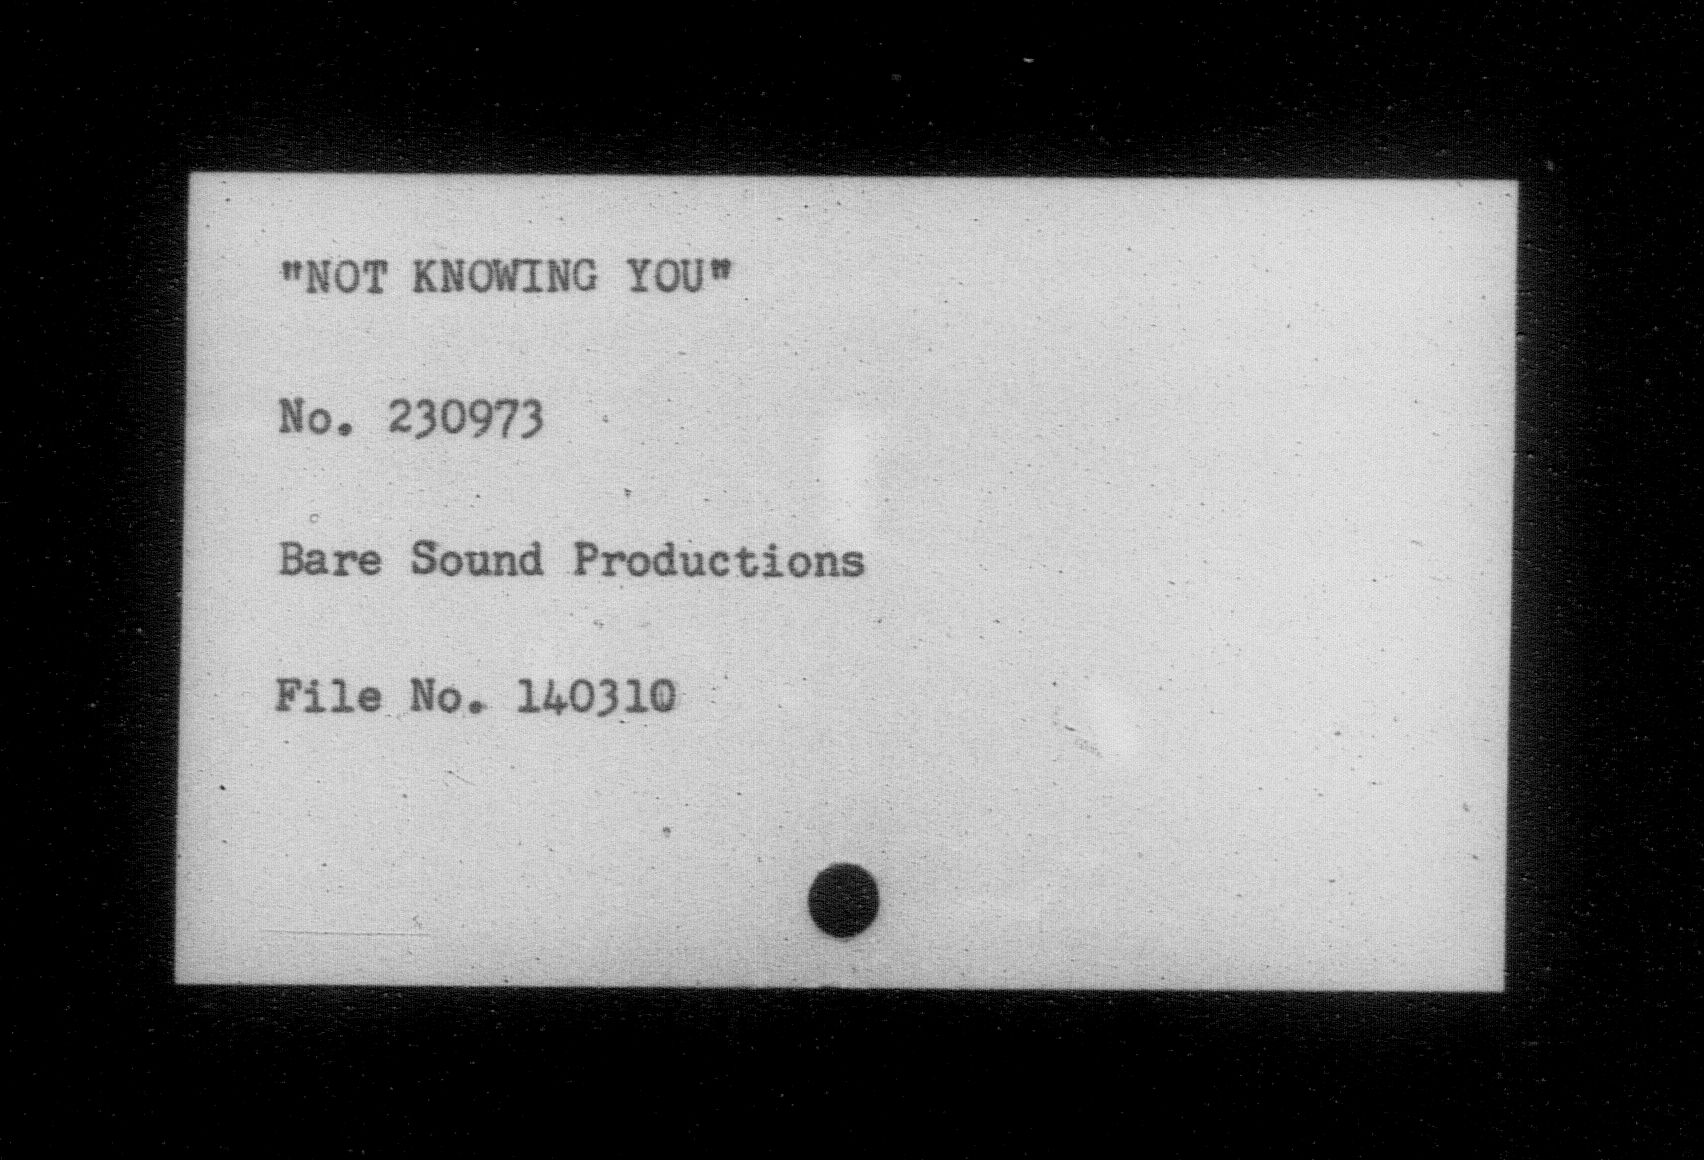 "NOT KNOWING YOU"
No. 230973
Bare Sound Productions
File No. 140310